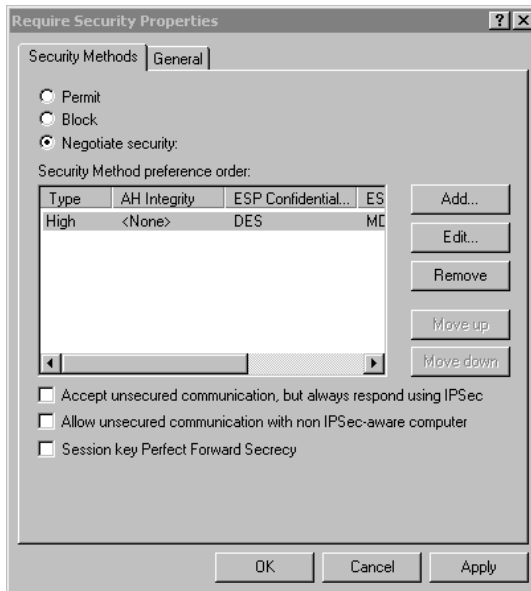 Require Security Properties
Security Methods
General
Permit
Block
Negotiate security:
Security Method preference order:
Type AH Integrity ESP Confidential... ES
High <None> DES MD
Add...
Edit...
Remove
Move up
Move down
Accept unsecured communication, but always respond using IPSec
Allow unsecured communication with non IPSec-aware computer
Session key Perfect Forward Secrecy
OK Cancel Apply